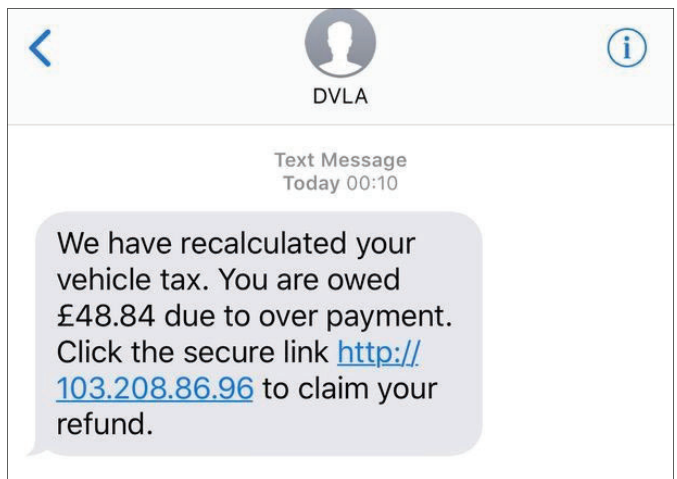 DVLA
Text Message
Today 00:10
We have recalculated your
vehicle tax. You are owed
£48.84 due to over payment.
Click the secure link http://
103.208.86.96 to claim your
refund.